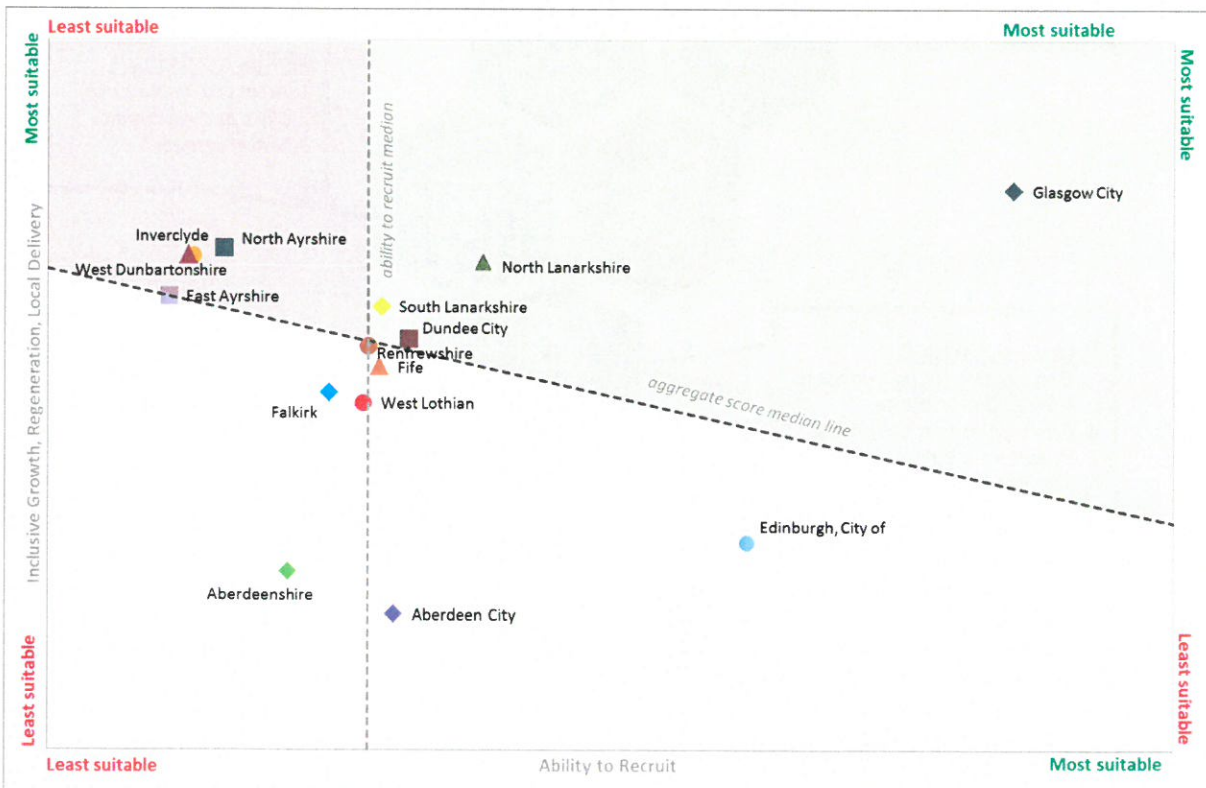 Least suitable
Most suitable
Most suitable
Most suitable
ability to recruit median
Glasgow City
Inverclyde
North Ayrshire
West Dunbartonshire
North Lanarkshire
East Ayrshire
South Lanarkshire
Dundee City
Renfrewshire
Fife
aggregate score median line
Falkirk
West Lothian
Inclusive Growth, Regeneration, Local Delivery
Edinburgh, City of
Aberdeenshire
Aberdeen City
Least suitable
Least suitable
Least suitable
Ability to Recruit
Most suitable